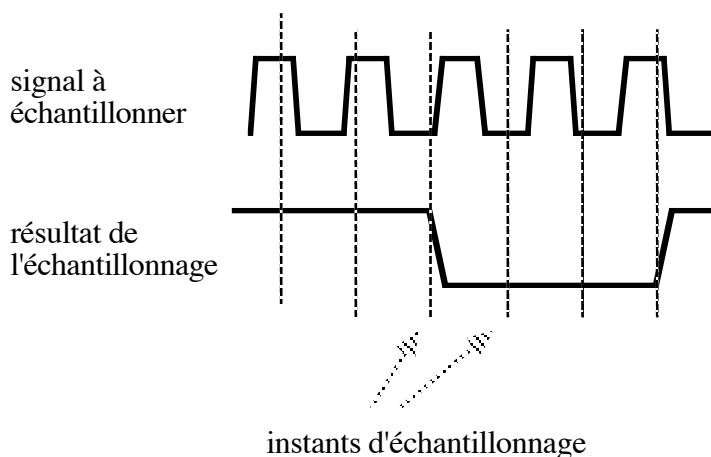 signal à
échantillonner
résultat de
l'échantillonnage
instants d'échantillonnage